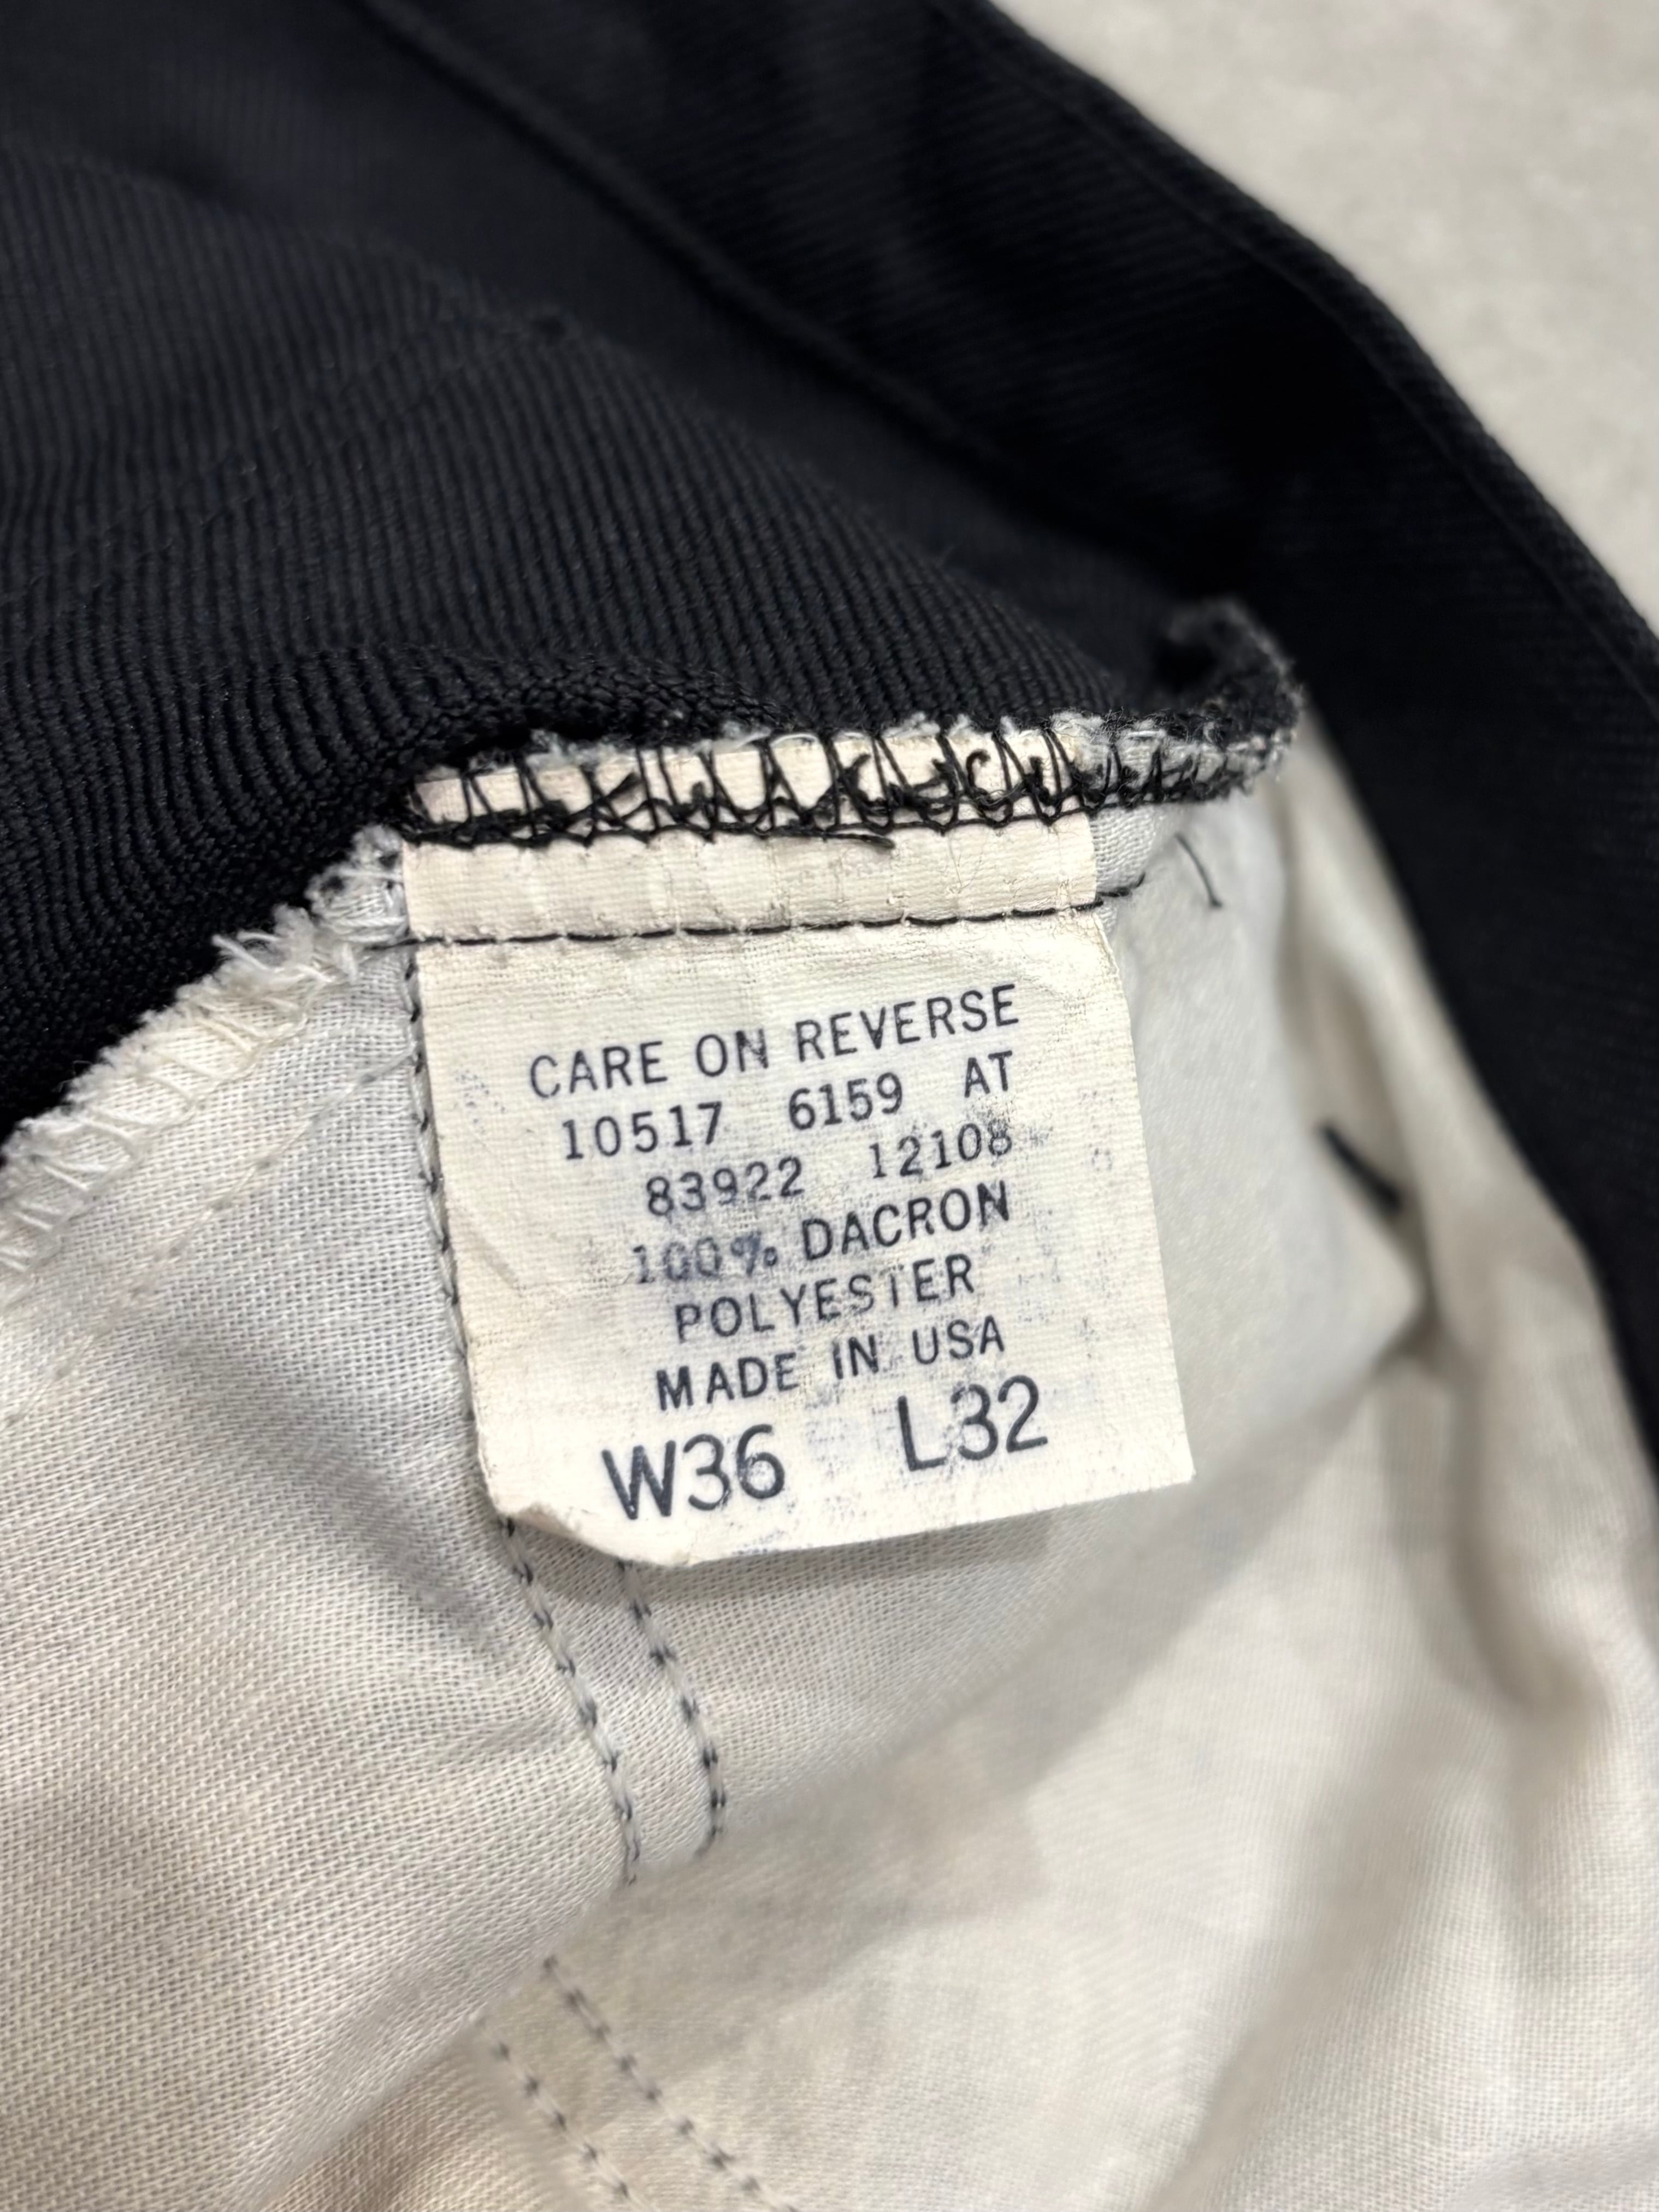 CARE ON REVERSE
10517 6159 AT
83922 12108
100% DACRON
POLYESTER
MADE IN USA
W36 L32